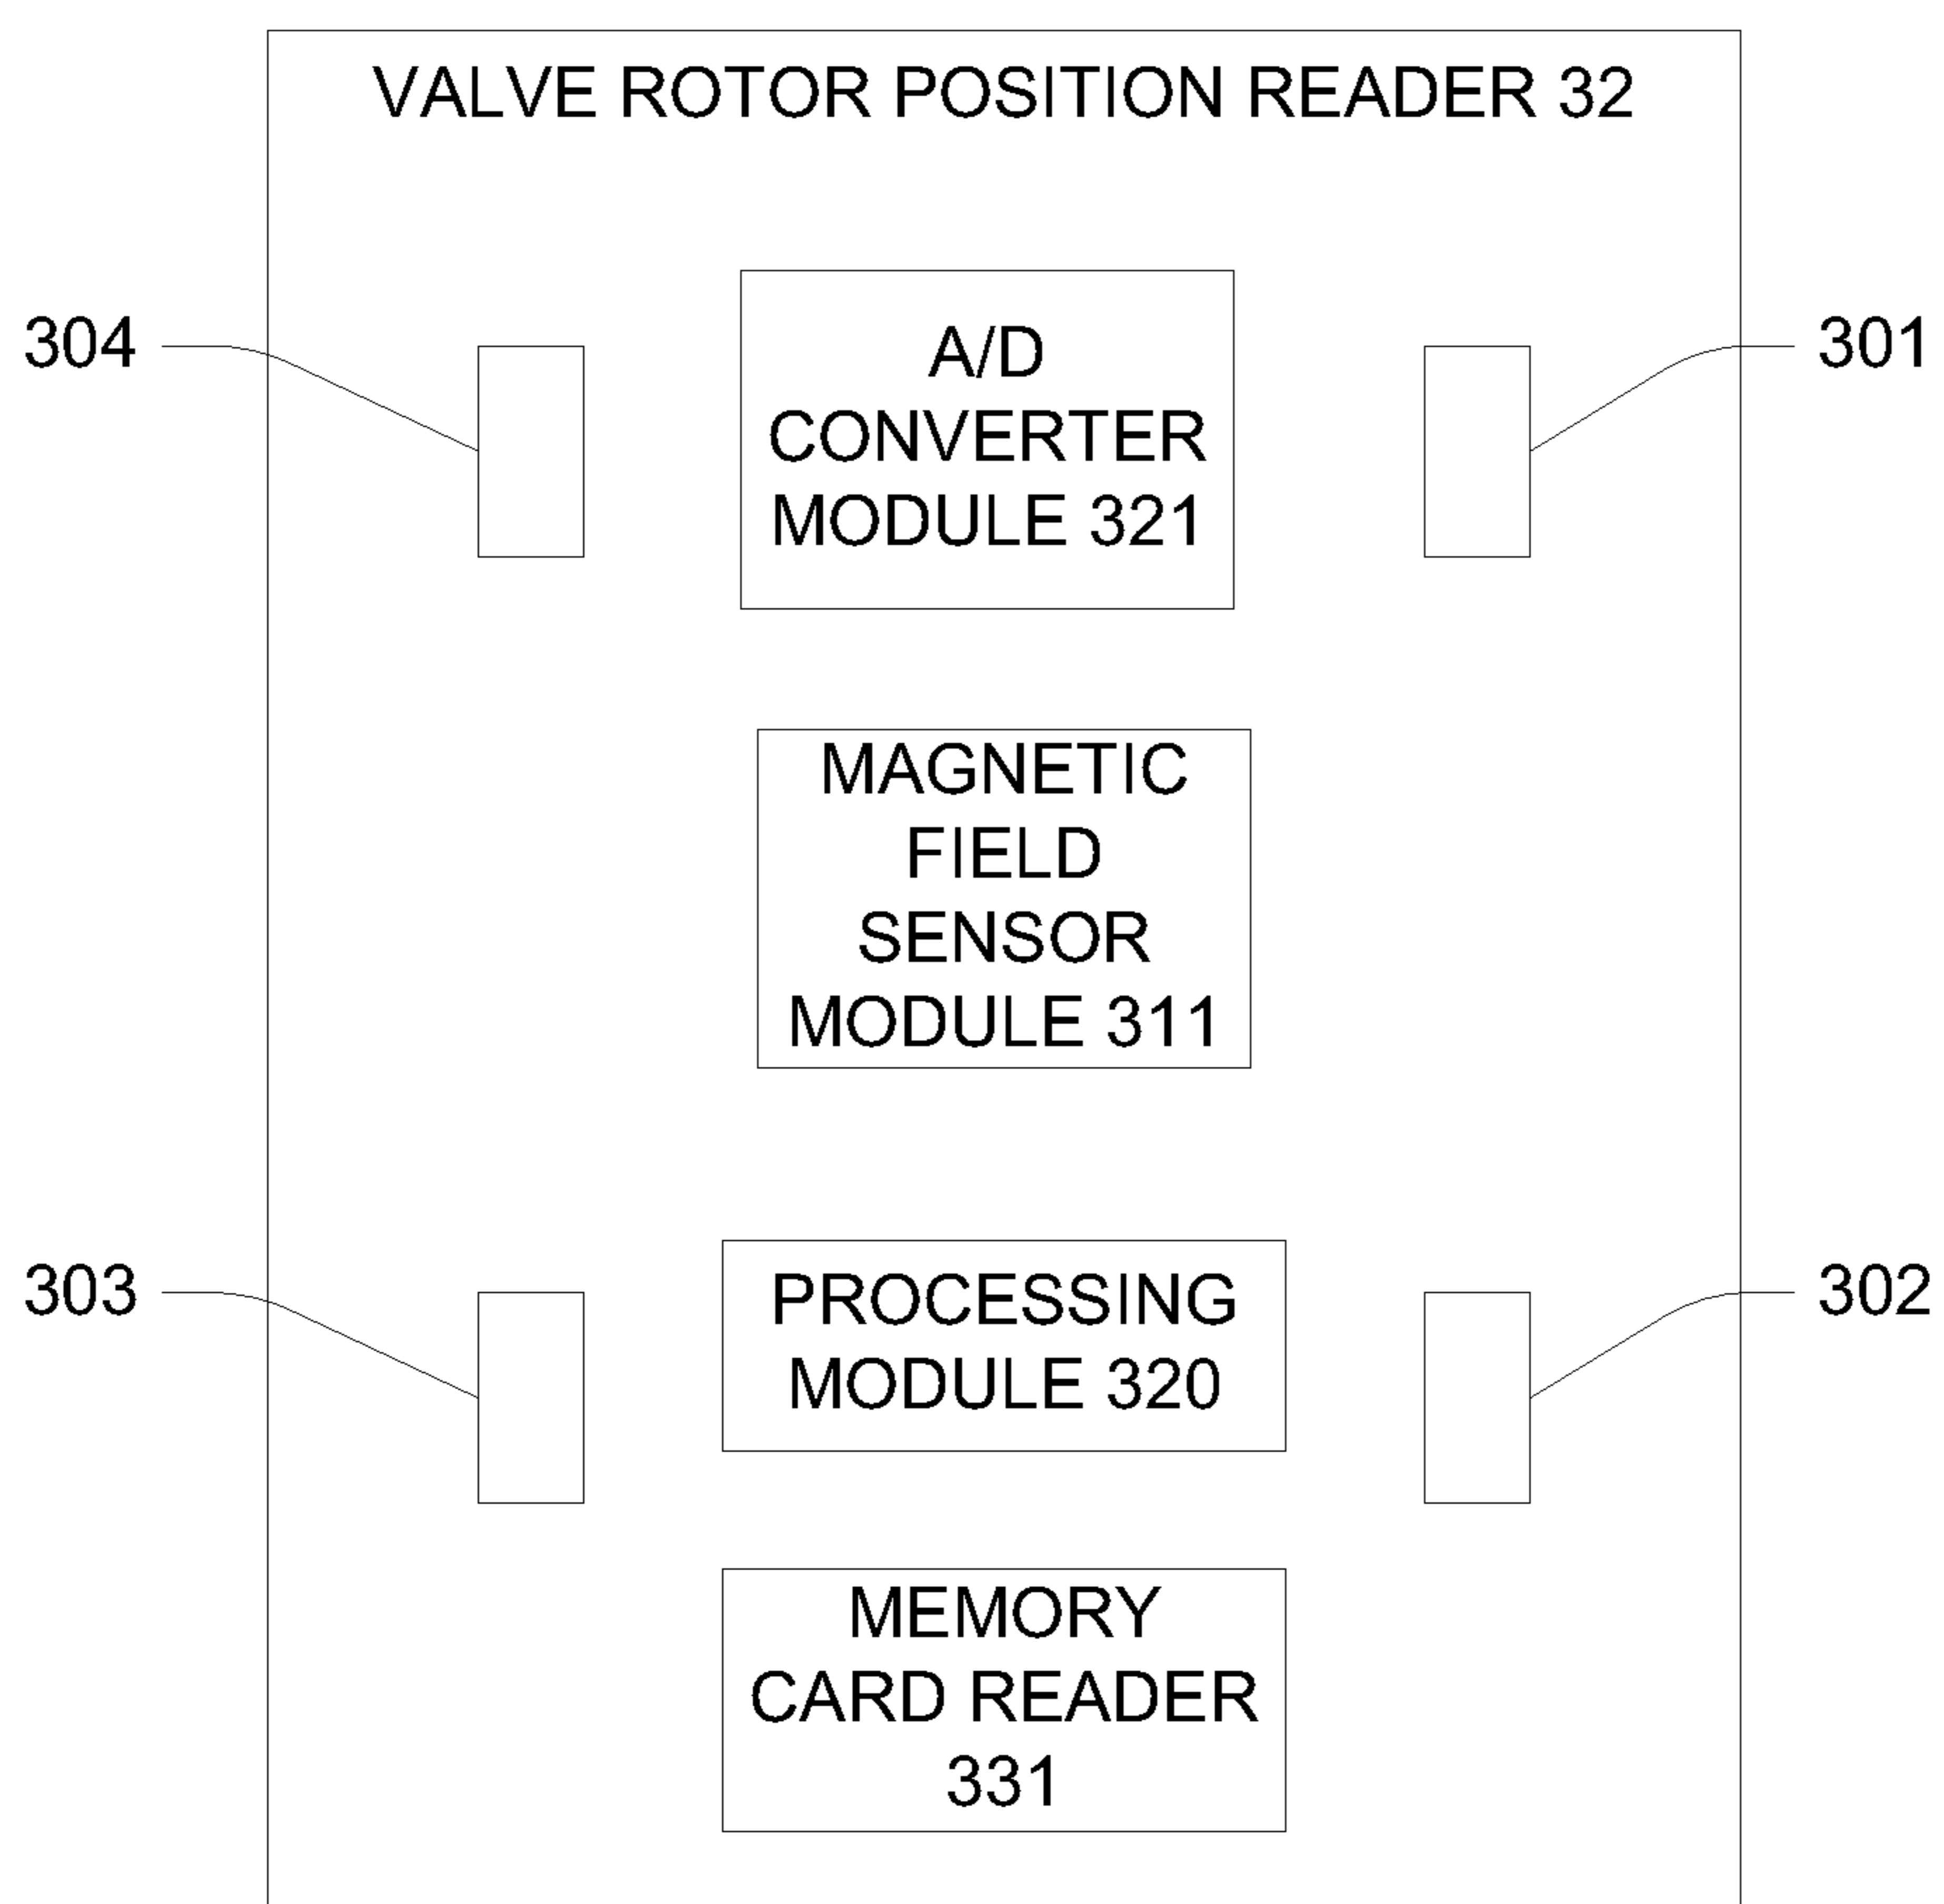 VALVE ROTOR POSITION READER 32
304
A/D
CONVERTER
MODULE 321
301
MAGNETIC
FIELD
SENSOR
MODULE 311
303
PROCESSING
MODULE 320
302
MEMORY
CARD READER
331